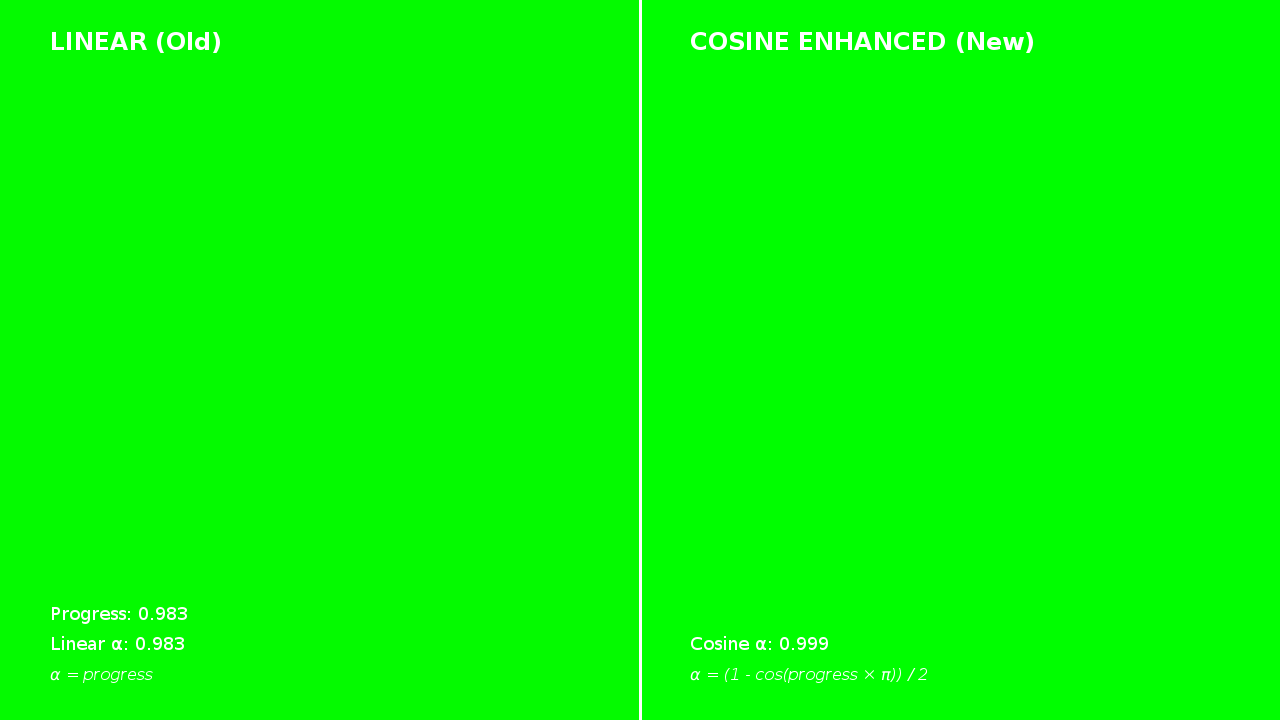 LINEAR (Old)
COSINE ENHANCED (New)
Progress: 0.983
Linear α: 0.983
α = progress
Cosine α: 0.999
α = (1 - cos(progress × π)) / 2